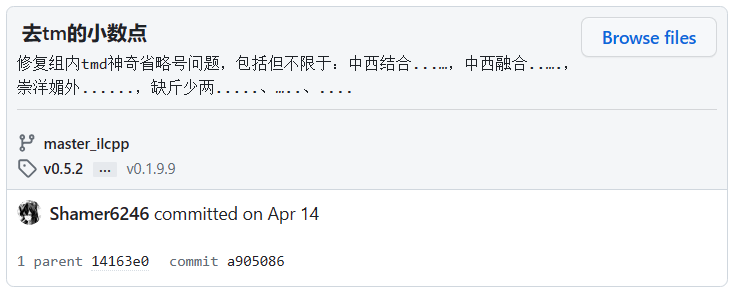 去tm的小数点
Browse files
修复组内tmd神奇省略号问题，包括但不限于：中西结合...…，中西融合..….，
崇洋媚外......，缺斤少两.....、…..、....
master_ilcpp
v0.5.2 ... v0.1.9.9
Shamer6246 committed on Apr 14
1 parent 14163e0 commit a905086